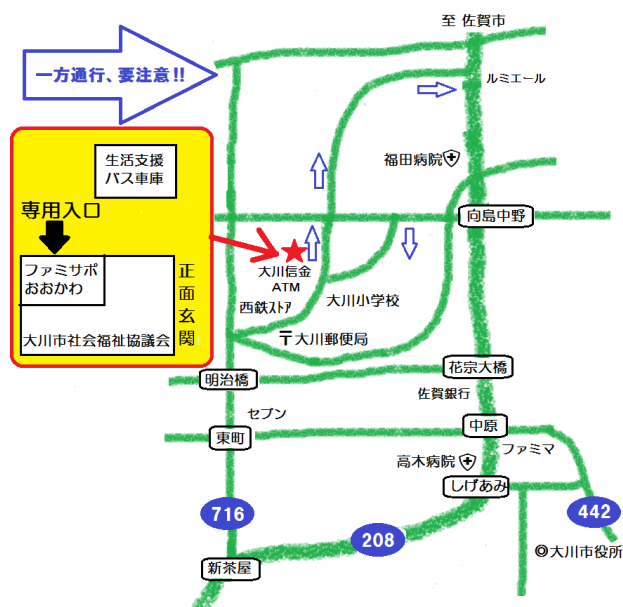 至 佐賀市
一方通行、要注意!!
ルミエール
生活支援
バス車庫
福田病院
専用入口
向島中野
ファミサポ
おおかわ
正面玄関
大川市社会福祉協議会
大川信金
ATM
西鉄ストア
大川小学校
〒大川郵便局
明治橋
花宗大橋
佐賀銀行
セブン
東町
中原
ファミマ
高木病院
しげあみ
716
442
208
◎大川市役所
新茶屋